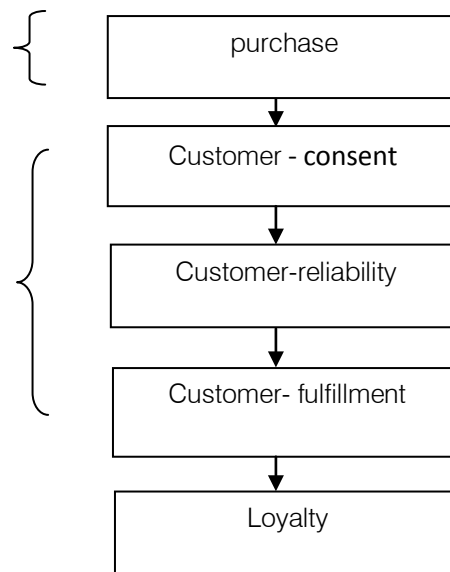 purchase
Customer - consent
Customer-reliability
Customer- fulfillment
Loyalty